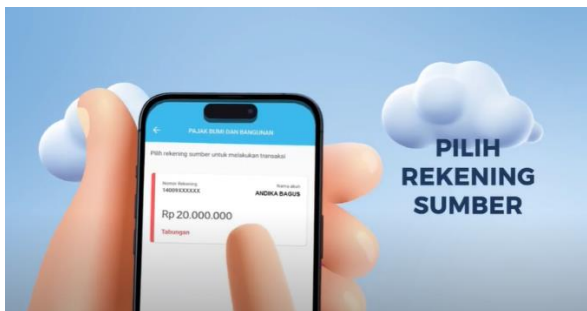 PAJAK BUMI DAN BANGUNAN
Pilih rekening sumber untuk melakukan transaksi
Nomor Rekening
14009XXXXXX
Nama akun
ANDIKA BAGUS
Rp 20.000.000
Tabungan
PILIH
REKENING
SUMBER